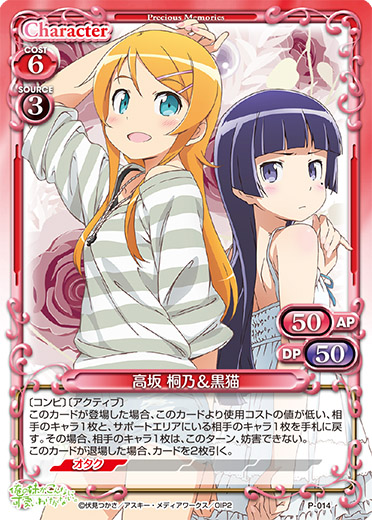 Precious Memories
Character
COST
6
SOURCE
3
50 AP
DP 50
高坂 桐乃&黒猫
[コンビ] [アクティブ]
このカードが登場した場合、このカードより使用コストの値が低い、相
手のキャラ1枚と、サポートエリアにいる相手のキャラ1枚を手札に戻
す。その場合、相手のキャラ1枚は、このターン、妨害できない。
このカードが退場した場合、カードを2枚引く。
オタク
©伏見つかさ/アスキー・メディアワークス/OIP2
P-014